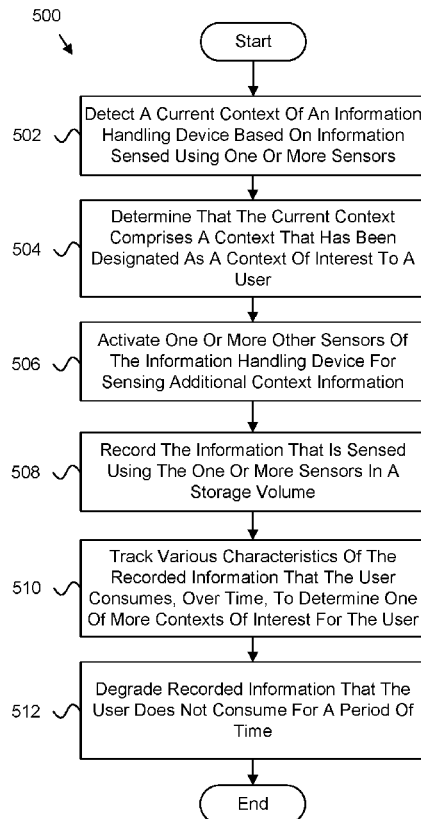 500
Start
502
Detect A Current Context Of An Information
Handling Device Based On Information
Sensed Using One Or More Sensors
504
Determine That The Current Context
Comprises A Context That Has Been
Designated As A Context Of Interest To A
User
506
Activate One Or More Other Sensors Of
The Information Handling Device For
Sensing Additional Context Information
508
Record The Information That Is Sensed
Using The One Or More Sensors In A
Storage Volume
510
Track Various Characteristics Of The
Recorded Information That The User
Consumes, Over Time, To Determine One
Of More Contexts Of Interest For The User
512
Degrade Recorded Information That The
User Does Not Consume For A Period Of
Time
End